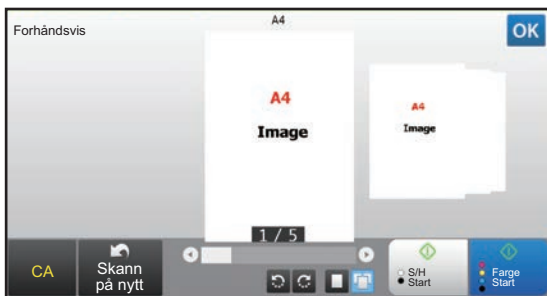 A4
Forhåndsvis
OK
A4
Image
A4
Image
1 / 5
CA
Skann
på nytt
S/H
Start
Farge
Start